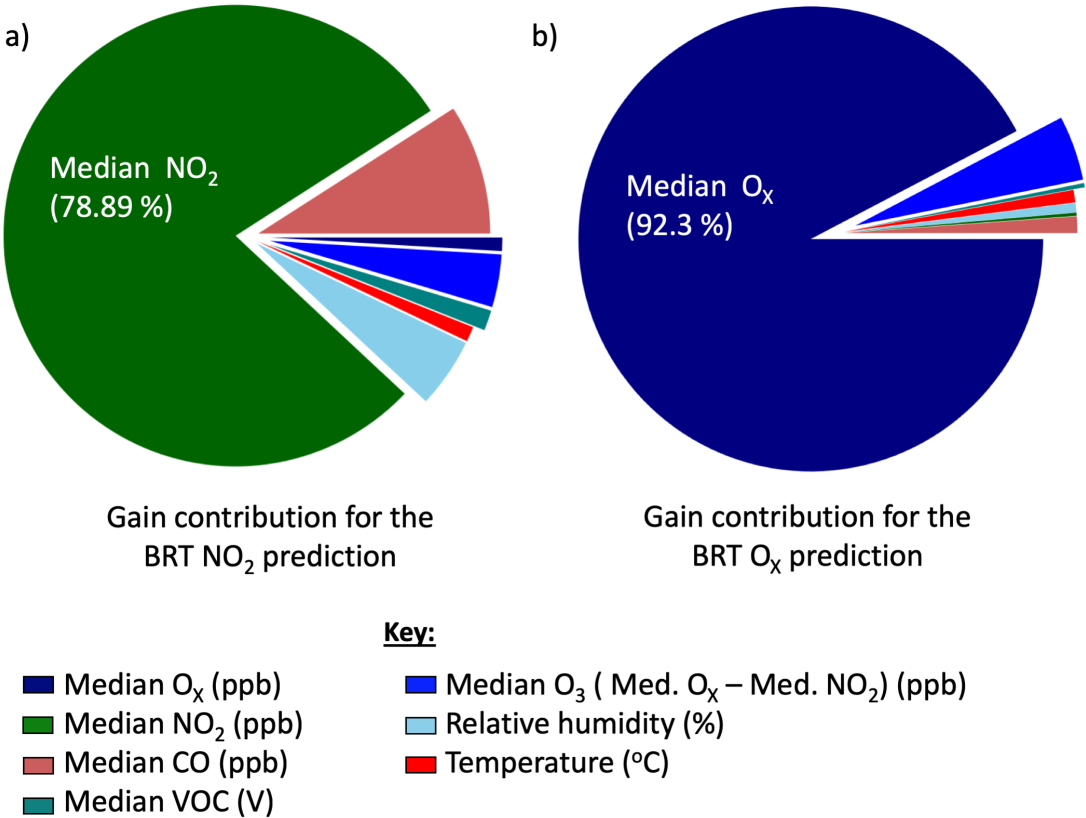 a)
b)
Median NO₂
(78.89 %)
Median Oₓ
(92.3 %)
Gain contribution for the
BRT NO₂ prediction
Gain contribution for the
BRT Oₓ prediction
Key:
Median Oₓ (ppb)
Median NO₂ (ppb)
Median CO (ppb)
Median VOC (V)
Median O₃ ( Med. Oₓ – Med. NO₂) (ppb)
Relative humidity (%)
Temperature (ºC)